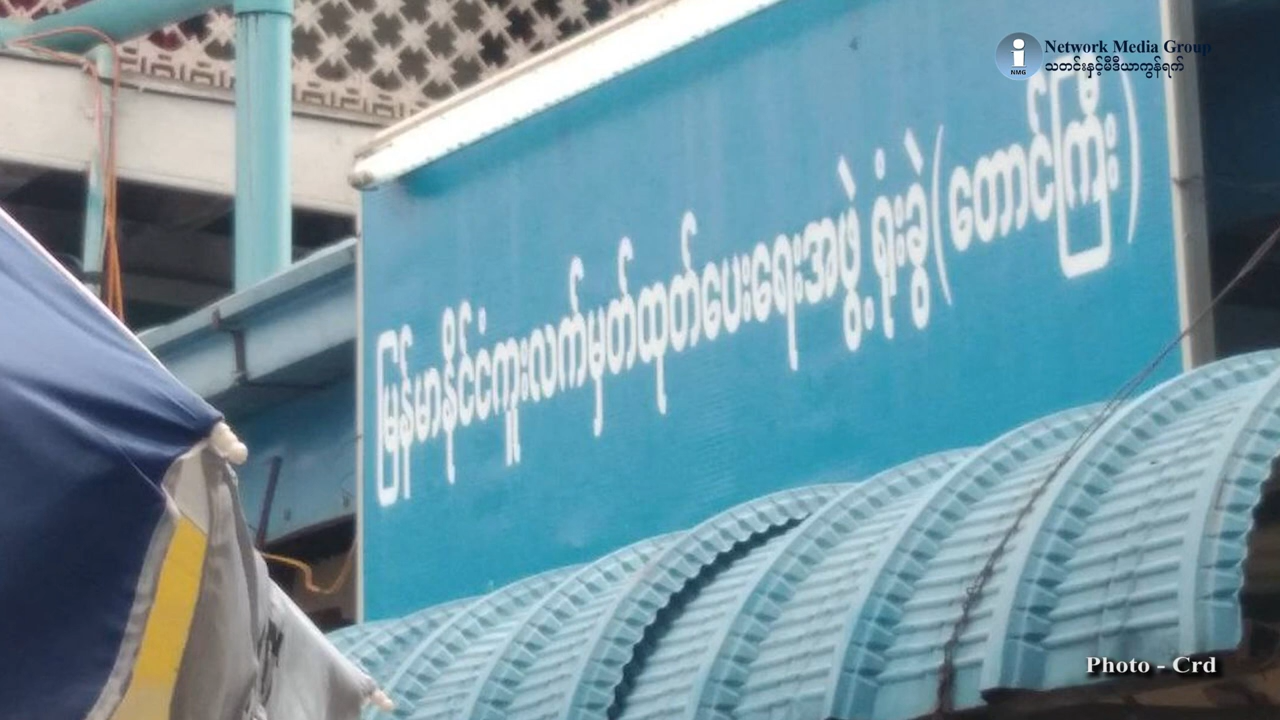 Network Media Group
သတင်းနှင့်မီဒီယာကွန်ရက်
NMG
မြန်မာနိုင်ငံကူးလက်မှတ်ထုတ်ပေးရေးအဖွဲ့ ရုံးခွဲ(တောင်ကြီး)
Photo - Crd